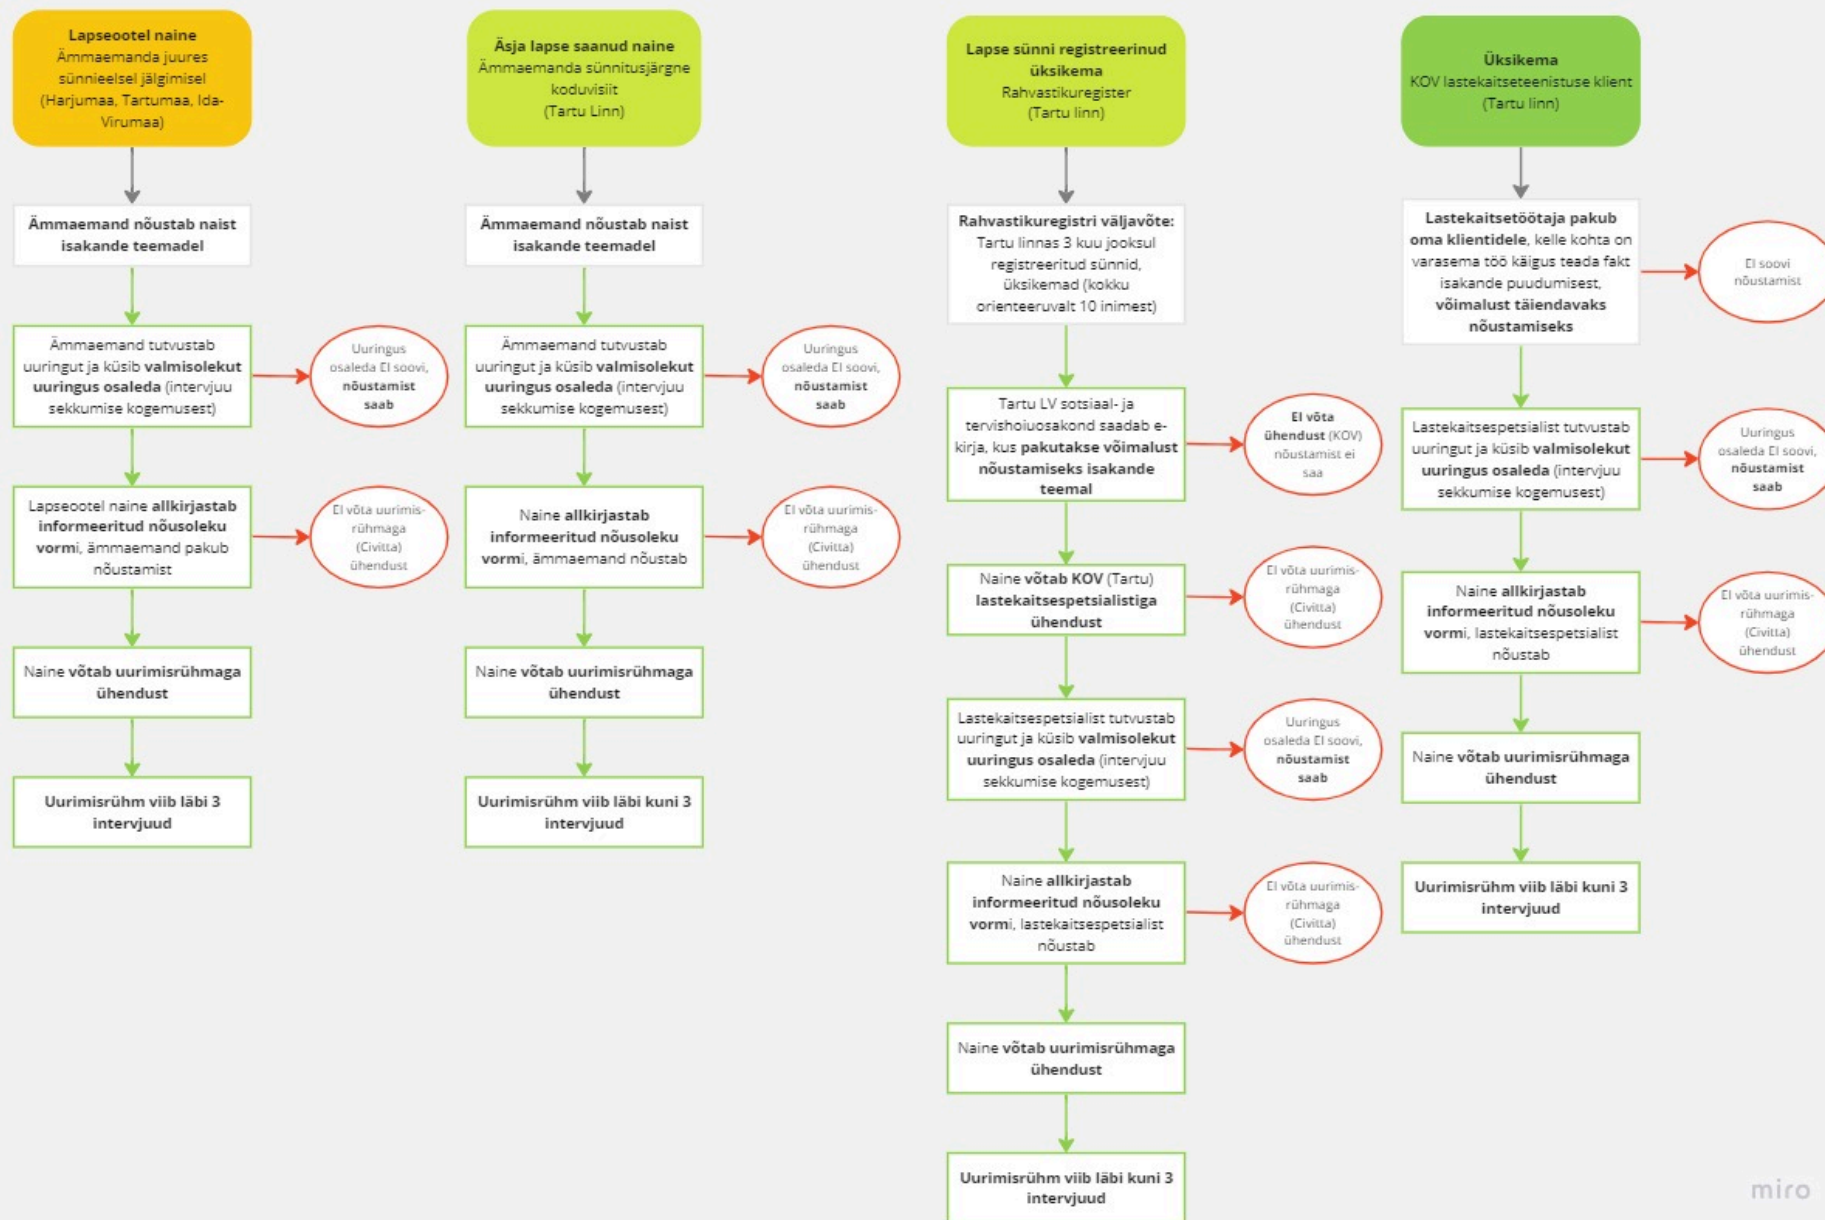 Lapseootel naine
Ämmaemanda juures
sünnieelsel jälgimisel
(Harjumaa, Tartumaa, Ida-
Virumaa)
Ämmaemand nõustab naist
isakande teemadel
Ämmaemand tutvustab
uuringut ja küsib valmisolekut
uuringus osaleda (intervjuu
sekkumise kogemusest)
Uuringus
osaleda EI soovi,
nõustamist
saab
Lapseootel naine allkirjastab
informeeritud nõusoleku
vormi, ämmaemand pakub
nõustamist
EI võta uurimis-
rühmaga
(Civitta)
ühendust
Naine võtab uurimisrühmaga
ühendust
Uurimisrühm viib läbi 3
intervjuud
Äsja lapse saanud naine
Ämmaemanda sünnitusjärgne
koduvisiit
(Tartu Linn)
Ämmaemand nõustab naist
isakande teemadel
Ämmaemand tutvustab
uuringut ja küsib valmisolekut
uuringus osaleda (intervjuu
sekkumise kogemusest)
Uuringus
osaleda EI soovi,
nõustamist
saab
Naine allkirjastab
informeeritud nõusoleku
vormi, ämmaemand nõustab
EI võta uurimis-
rühmaga
(Civitta)
ühendust
Naine võtab uurimisrühmaga
ühendust
Uurimisrühm viib läbi kuni 3
intervjuud
Lapse sünni registreerinud
üksikema
Rahvastikuregister
(Tartu linn)
Rahvastikuregistri väljavõte:
Tartu linnas 3 kuu jooksul
registreeritud sünnid,
üksikemad (kokku
orienteeruvalt 10 inimest)
Tartu LV sotsiaal- ja
tervishoiuosakond saadab e-
kirja, kus pakutakse võimalust
nõustamiseks isakande
teemal
EI võta
ühendust (KOV)
nõustamist ei
saa
Naine võtab KOV (Tartu)
lastekaitsespetsialistiga
ühendust
EI võta uurimis-
rühmaga
(Civitta)
ühendust
Lastekaitsespetsialist tutvustab
uuringut ja küsib valmisolekut
uuringus osaleda (intervjuu
sekkumise kogemusest)
Uuringus
osaleda EI soovi,
nõustamist
saab
Naine allkirjastab
informeeritud nõusoleku
vormi, lastekaitsespetsialist
nõustab
EI võta uurimis-
rühmaga
(Civitta)
ühendust
Naine võtab uurimisrühmaga
ühendust
Uurimisrühm viib läbi kuni 3
intervjuud
Üksikema
KOV lastekaitseteenistuse klient
(Tartu linn)
Lastekaitsetöötaja pakub
oma klientidele, kelle kohta on
varasema töö käigus teada fakt
isakande puudumisest,
võimalust täiendavaks
nõustamiseks
EI soovi
nõustamist
Lastekaitsespetsialist tutvustab
uuringut ja küsib valmisolekut
uuringus osaleda (intervjuu
sekkumise kogemusest)
Uuringus
osaleda EI soovi,
nõustamist
saab
Naine allkirjastab
informeeritud nõusoleku
vormi, lastekaitsespetsialist
nõustab
EI võta uurimis-
rühmaga
(Civitta)
ühendust
Naine võtab uurimisrühmaga
ühendust
Uurimisrühm viib läbi kuni 3
intervjuud
miro